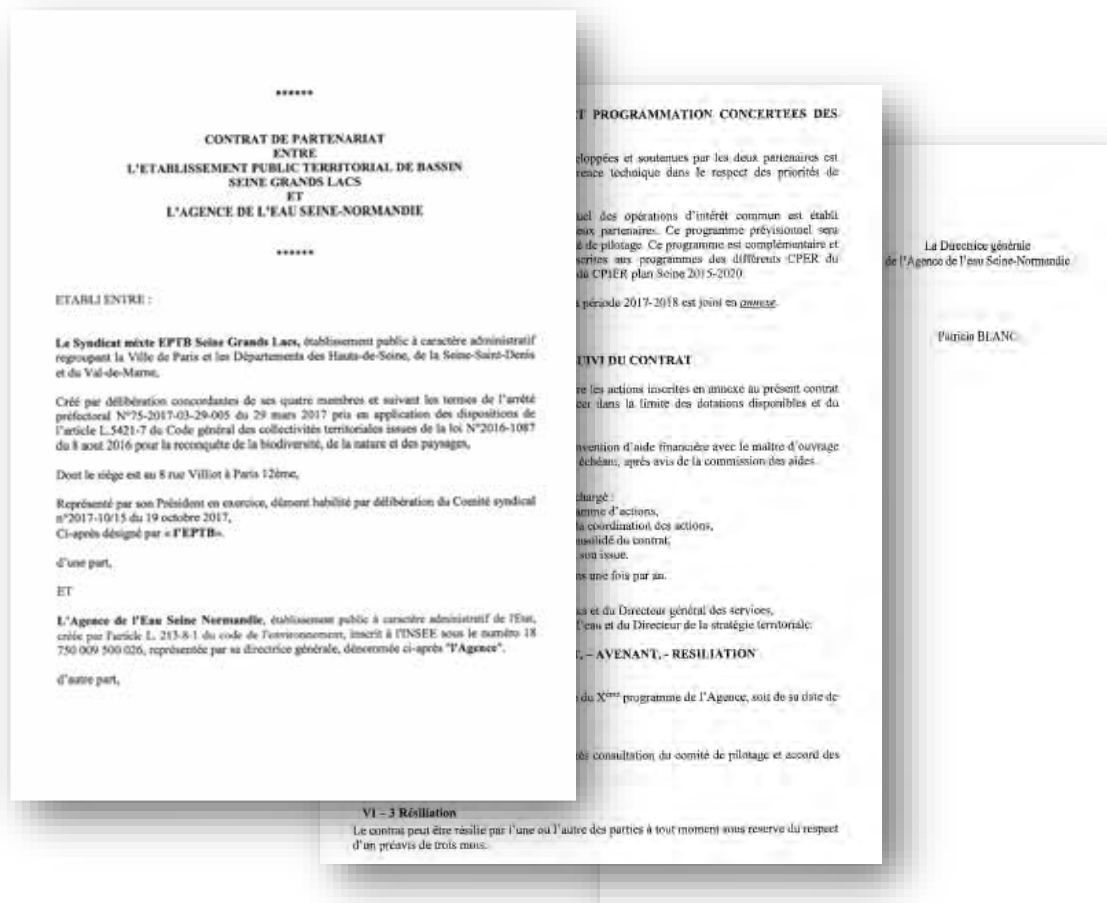 ******
CONTRAT DE PARTENARIAT
ENTRE
L'ETABLISSEMENT PUBLIC TERRITORIAL DE BASSIN
SEINE GRANDS LACS
ET
L'AGENCE DE L'EAU SEINE-NORMANDIE
******
ETABLI ENTRE :
Le Syndicat mixte EPTB Seine Grands Lacs, établissement public à caractère administratif
regroupant la Ville de Paris et les Départements des Hauts-de-Seine, de la Seine-Saint-Denis
et du Val-de-Marne,
Créé par délibération concordantes de ses quatre membres et suivant les termes de l'arrêté
préfectoral N°75-2017-03-29-005 du 29 mars 2017 pris en application des dispositions de
l'article L.5421-7 du Code général des collectivités territoriales issues de la loi N°2016-1087
du 8 aout 2016 pour la reconquête de la biodiversité, de la nature et des paysages,
Dont le siège est au 8 rue Villiot à Paris 12ème,
Représenté par son Président en exercice, dûment habilité par délibération du Comité syndical
n°2017-10/15 du 19 octobre 2017,
Ci-après désigné par « l'EPTB».
d'une part,
ET
L'Agence de l'Eau Seine Normandie, établissement public à caractère administratif de l'Etat,
créée par l'article L. 213-8-1 du code de l'environnement, inscrit à l'INSEE sous le numéro 18
750 009 500 026, représentée par sa directrice générale, dénommée ci-après "l'Agence".
d'autre part,
T PROGRAMMATION CONCERTEES DES
eloppées et soutenues par les deux partenaires est
rence technique dans le respect des priorités de
uel des opérations d'intérêt commun est établi
eux partenaires. Ce programme prévisionnel sera
é de pilotage. Ce programme est complémentaire et
scrites aux programmes des différents CPER du
du CPIER plan Seine 2015-2020.
a période 2017-2018 est joint en annexe.
UIVI DU CONTRAT
re les actions inscrites en annexe au présent contrat
cer dans la limite des dotations disponibles et du
nvention d'aide financière avec le maître d'ouvrage
échéant, après avis de la commission des aides.
chargé :
amme d'actions,
la coordination des actions,
nsolidé du contrat,
son issue.
ns une fois par an.
es et du Directeur général des services,
l'eau et du Directeur de la stratégie territoriale.
T, – AVENANT, - RESILIATION
du Xème programme de l'Agence, soit de sa date de
ès consultation du comité de pilotage et accord des
VI – 3 Résiliation
Le contrat peut être résilié par l'une ou l'autre des parties à tout moment sous reserve du respect
d'un préavis de trois mois.
La Directrice générale
de l'Agence de l'eau Seine-Normandie
Patricia BLANC